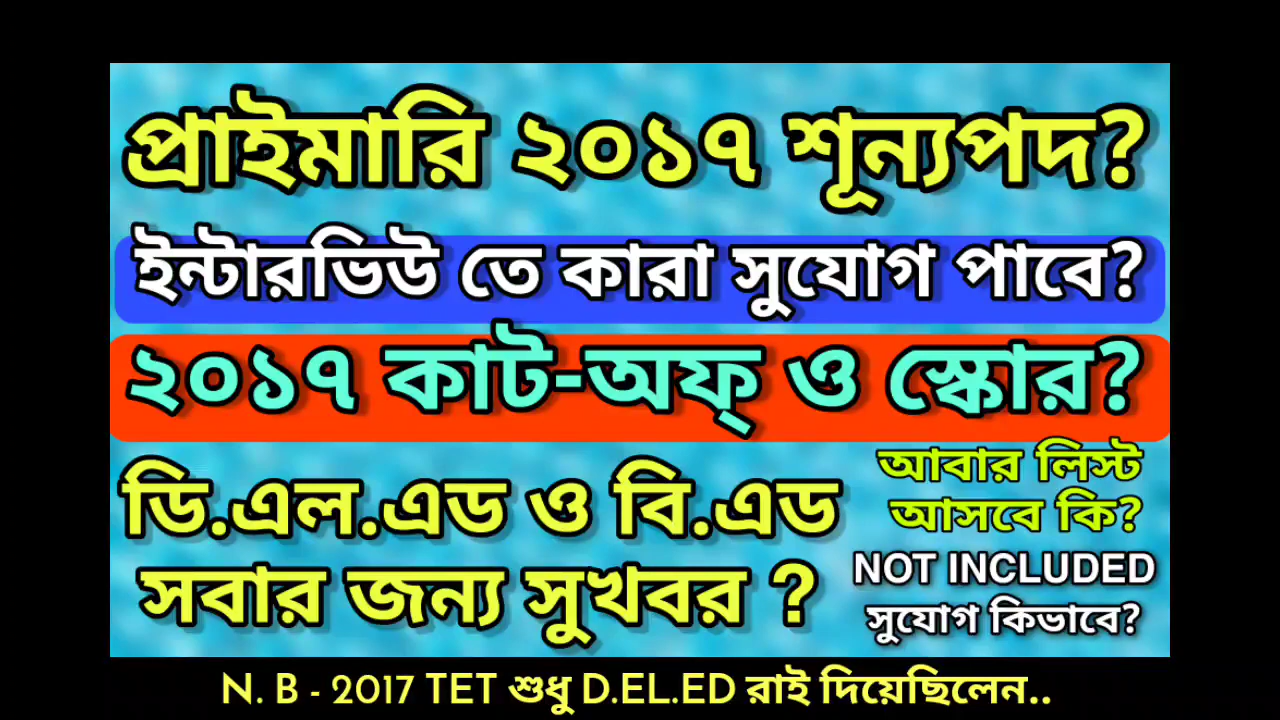 প্রাইমারি ২০১৭ শূন্যপদ?
ইন্টারভিউ তে কারা সুযোগ পাবে?
২০১৭ কাট-অফ্ ও স্কোর?
ডি.এল.এড ও বি.এড
সবার জন্য সুখবর ?
আবার লিস্ট
আসবে কি?
NOT INCLUDED
সুযোগ কিভাবে?
N. B - 2017 TET শুধু D.EL.ED রাই দিয়েছিলেন..